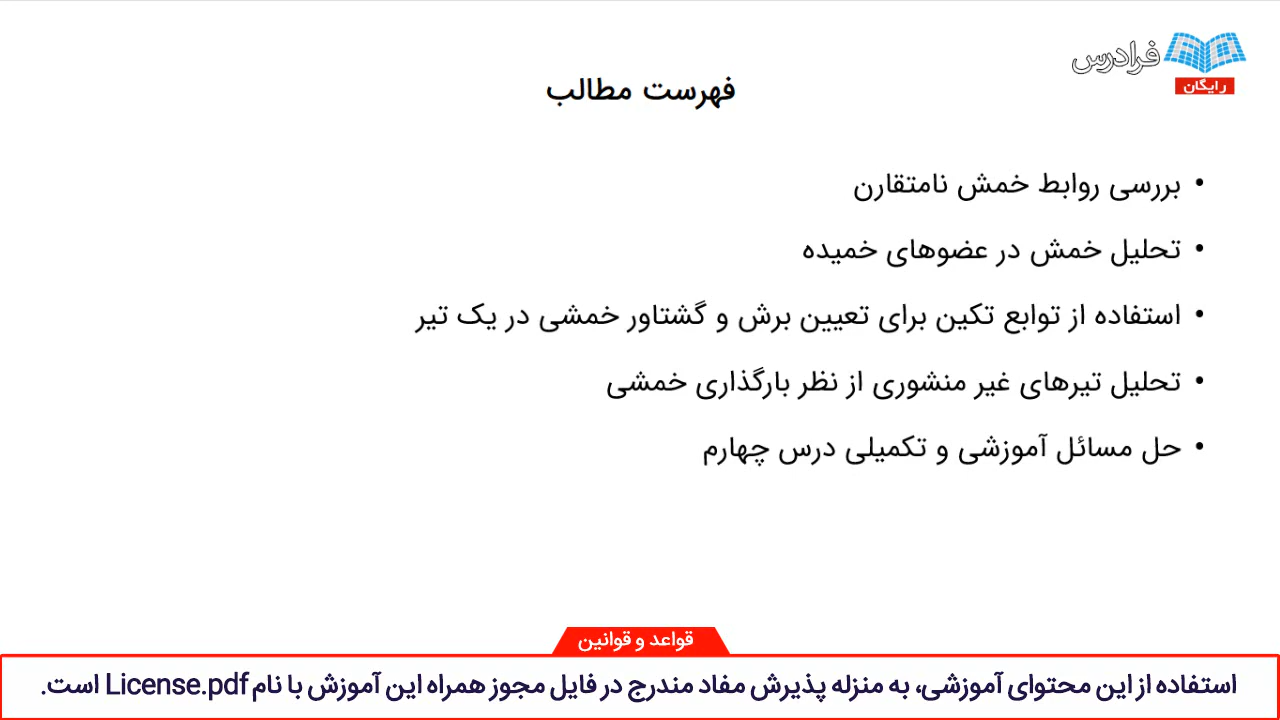 فرادرس
رایگان
فهرست مطالب
• بررسی روابط خمش نامتقارن
• تحلیل خمش در عضوهای خمیده
• استفاده از توابع تکین برای تعیین برش و گشتاور خمشی در یک تیر
• تحلیل تیرهای غیر منشوری از نظر بارگذاری خمشی
• حل مسائل آموزشی و تکمیلی درس چهارم
قواعد و قوانین
استفاده از این محتوای آموزشی، به منزله پذیرش مفاد مندرج در فایل مجوز همراه این آموزش با نام License.pdf است.